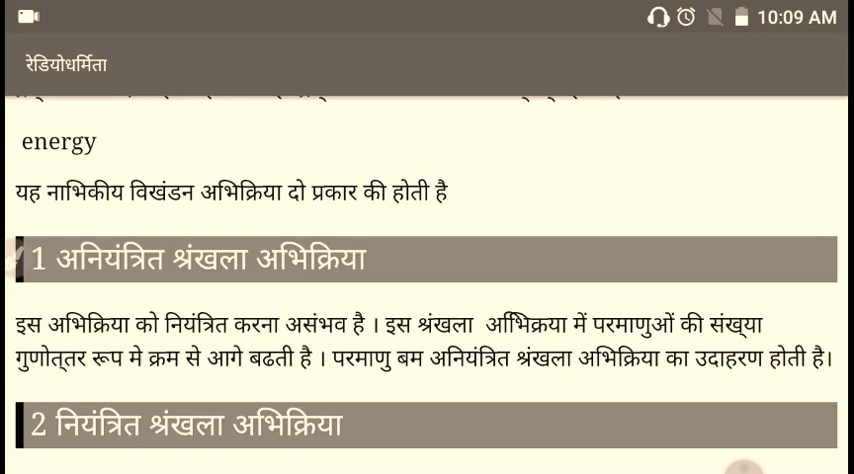 10:09 AM
रेडियोधर्मिता
energy
यह नाभिकीय विखंडन अभिक्रिया दो प्रकार की होती है
1 अनियंत्रित श्रंखला अभिक्रिया
इस अभिक्रिया को नियंत्रित करना असंभव है । इस श्रंखला अभििक्रया में परमाणुओं की संख्या
गुणोत्तर रूप मे क्रम से आगे बढती है । परमाणु बम अनियंत्रित श्रंखला अभिक्रिया का उदाहरण होती है।
2 नियंत्रित श्रंखला अभिक्रिया